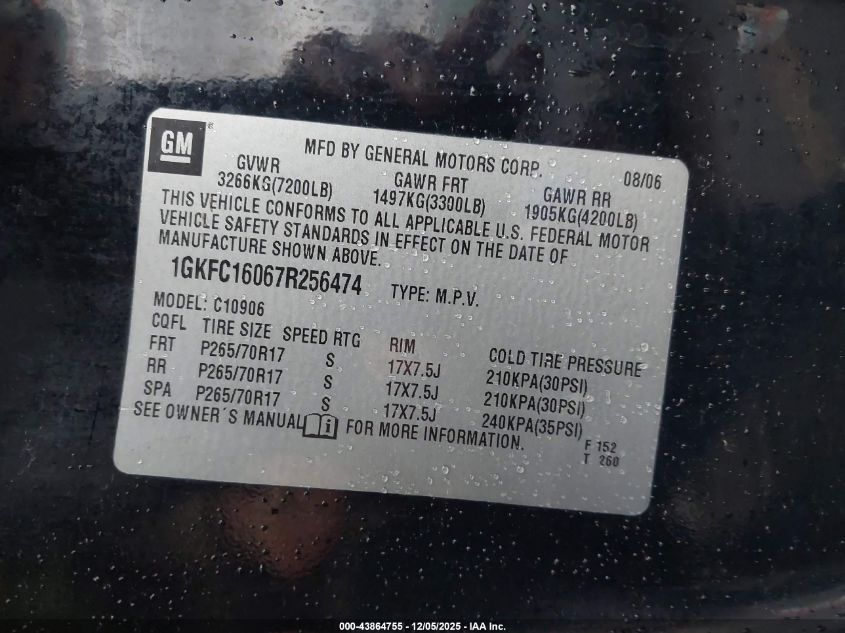 GM
MFD BY GENERAL MOTORS CORP. 08/06
GVWR GAWR FRT GAWR RR
3266KG(7200LB) 1497KG(3300LB) 1905KG(4200LB)
THIS VEHICLE CONFORMS TO ALL APPLICABLE U.S. FEDERAL MOTOR
VEHICLE SAFETY STANDARDS IN EFFECT ON THE DATE OF
MANUFACTURE SHOWN ABOVE.
1GKFC16067R256474 TYPE: M.P.V.
MODEL: C10906
CQFL TIRE SIZE SPEED RTG RIM COLD TIRE PRESSURE
FRT P265/70R17 S 17X7.5J 210KPA(30PSI)
RR P265/70R17 S 17X7.5J 210KPA(30PSI)
SPA P265/70R17 S 17X7.5J 240KPA(35PSI)
SEE OWNER´S MANUAL FOR MORE INFORMATION.
F 152
T 260
000-43864755 - 12/05/2025 - IAA Inc.